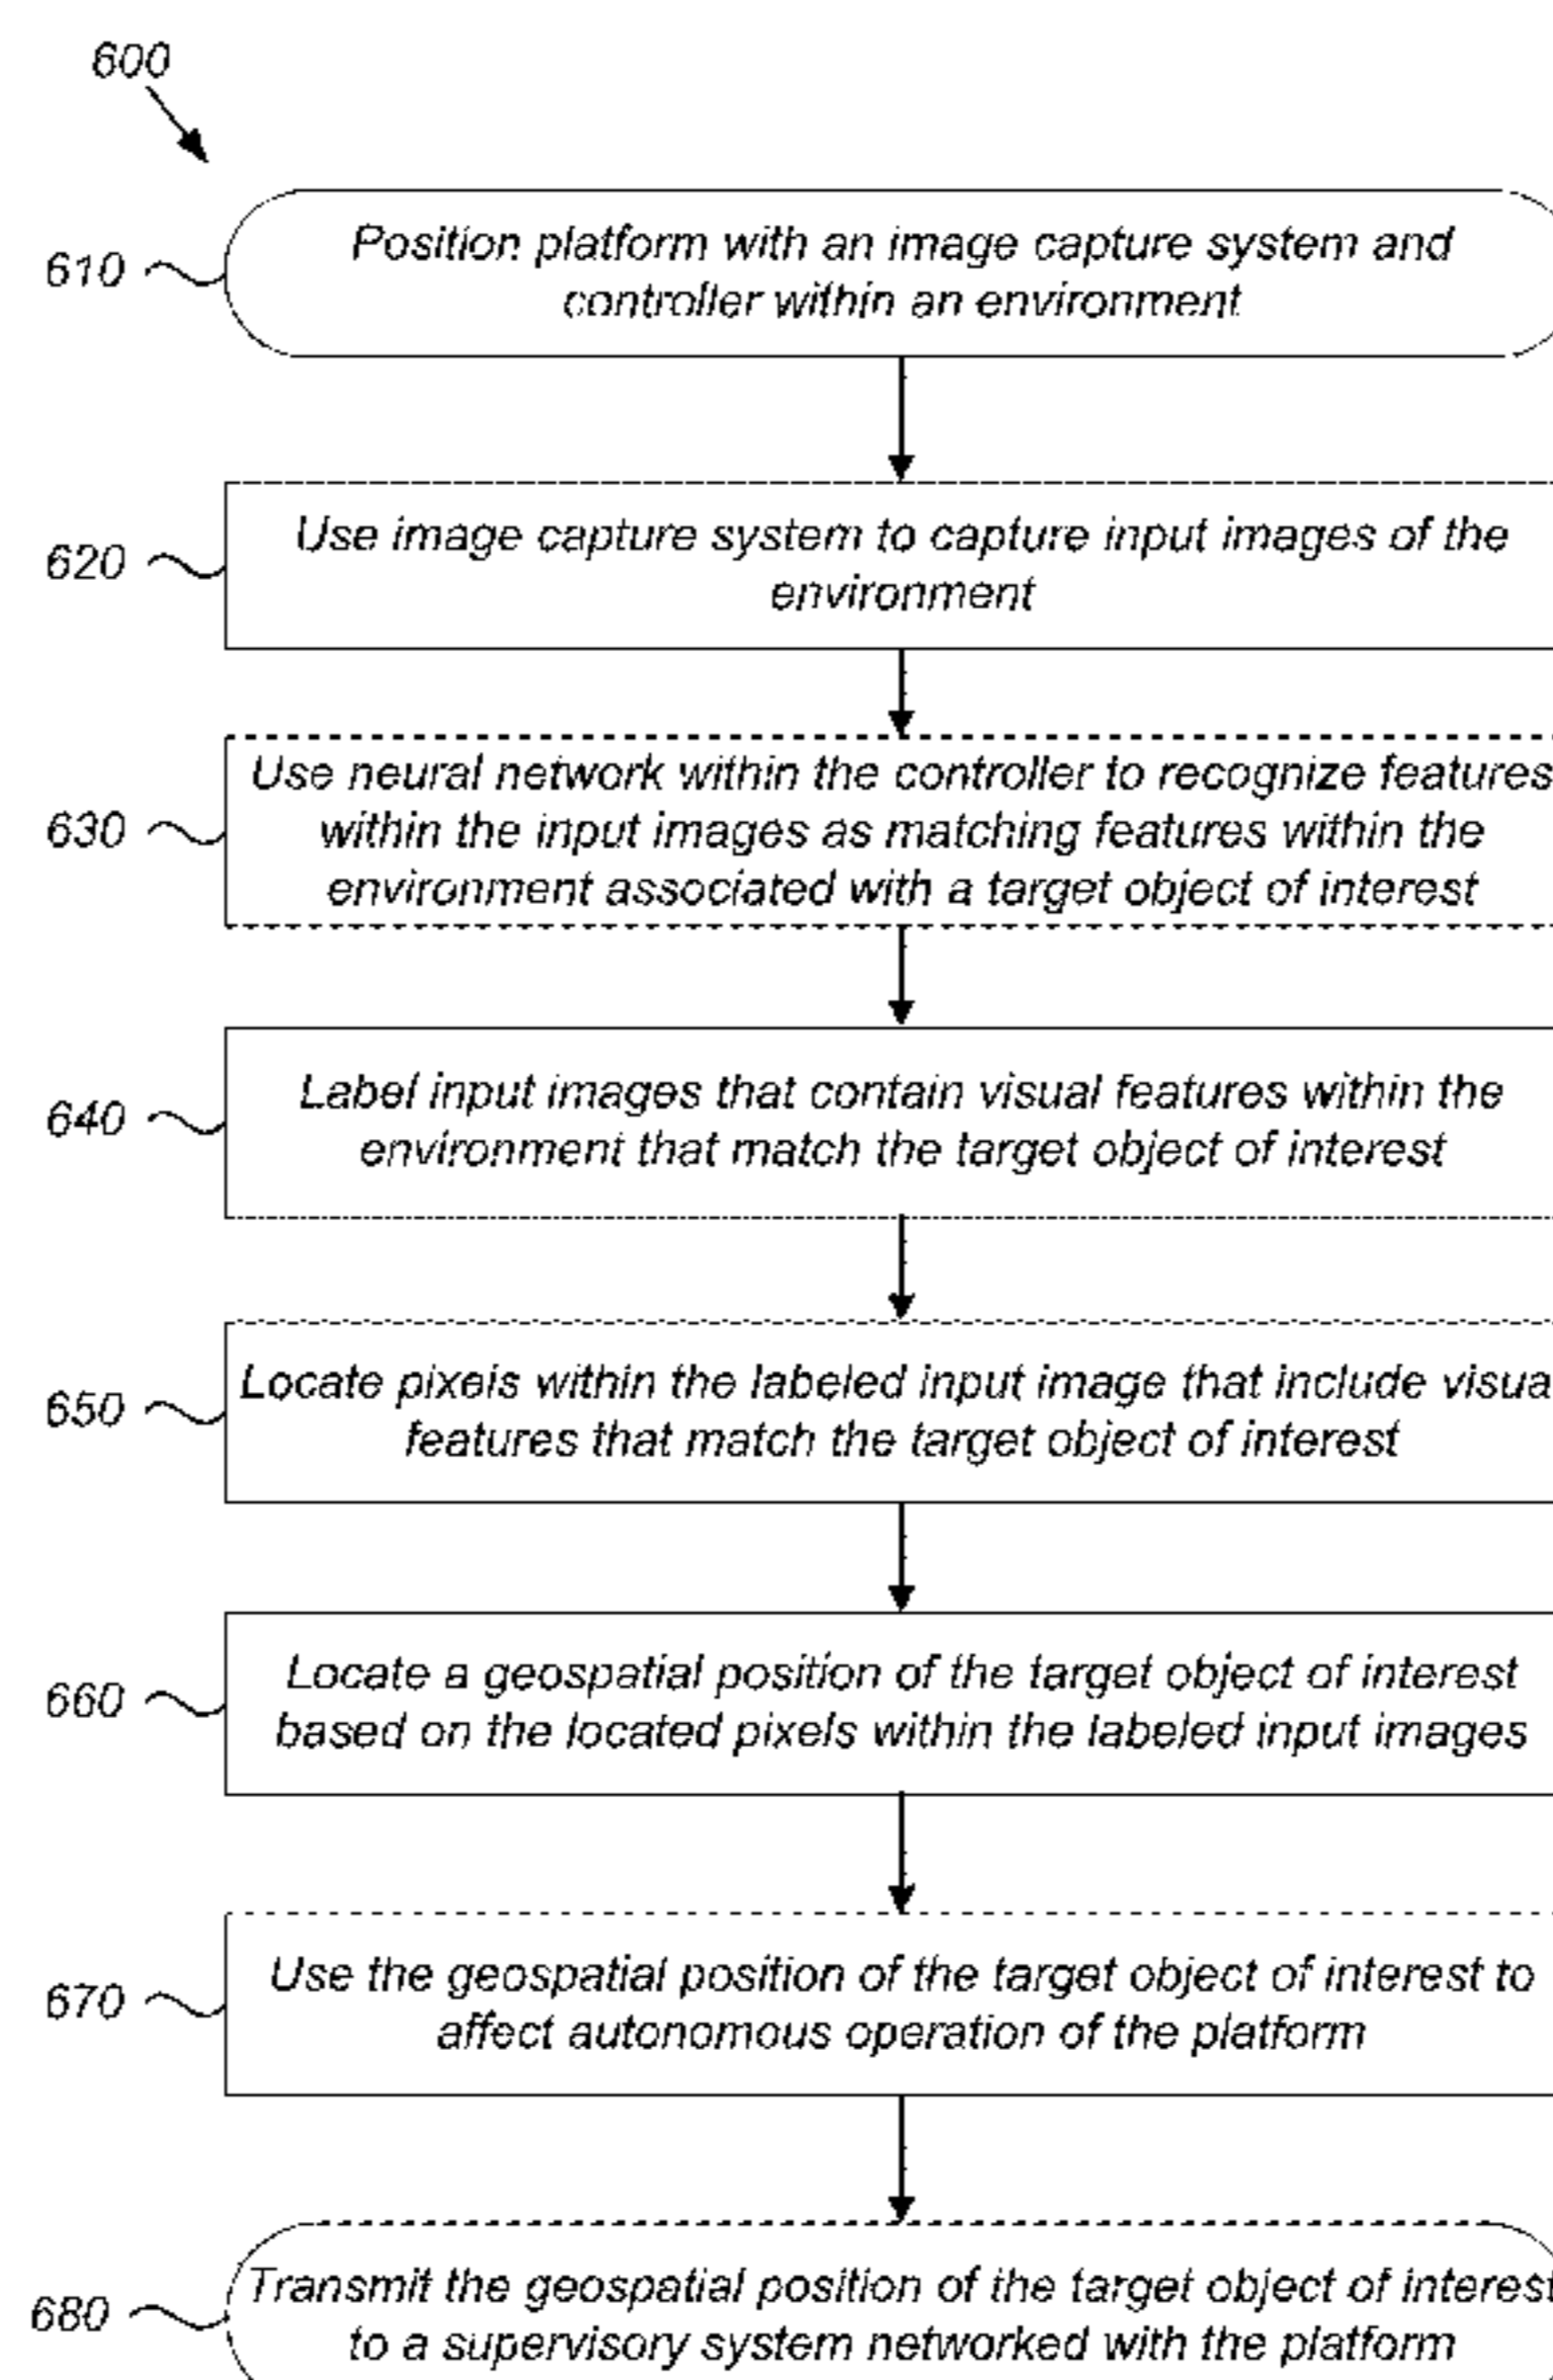 600
610
Position platform with an image capture system and
controller within an environment
620
Use image capture system to capture input images of the
environment
630
Use neural network within the controller to recognize features
within the input images as matching features within the
environment associated with a target object of interest
640
Label input images that contain visual features within the
environment that match the target object of interest
650
Locate pixels within the labeled input image that include visua
features that match the target object of interest
660
Locate a geospatial position of the target object of interest
based on the located pixels within the labeled input images
670
Use the geospatial position of the target object of interest to
affect autonomous operation of the platform
680
Transmit the geospatial position of the target object of interest
to a supervisory system networked with the platform